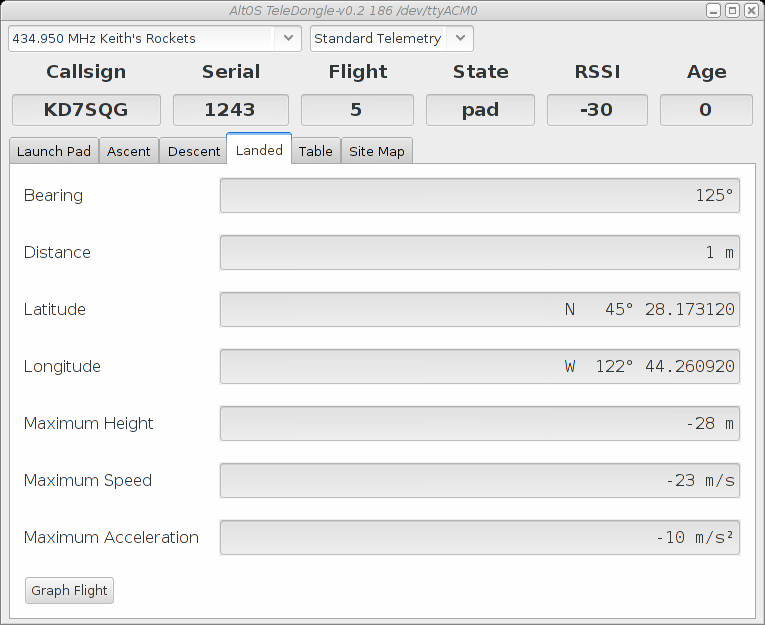 AltOS TeleDongle-v0.2 186 /dev/ttyACM0
434.950 MHz Keith's Rockets Standard Telemetry
Callsign Serial Flight State RSSI Age
KD7SQG 1243 5 pad -30 0
Launch Pad Ascent Descent Landed Table Site Map
Bearing 125°
Distance 1 m
Latitude N 45° 28.173120
Longitude W 122° 44.260920
Maximum Height -28 m
Maximum Speed -23 m/s
Maximum Acceleration -10 m/s²
Graph Flight